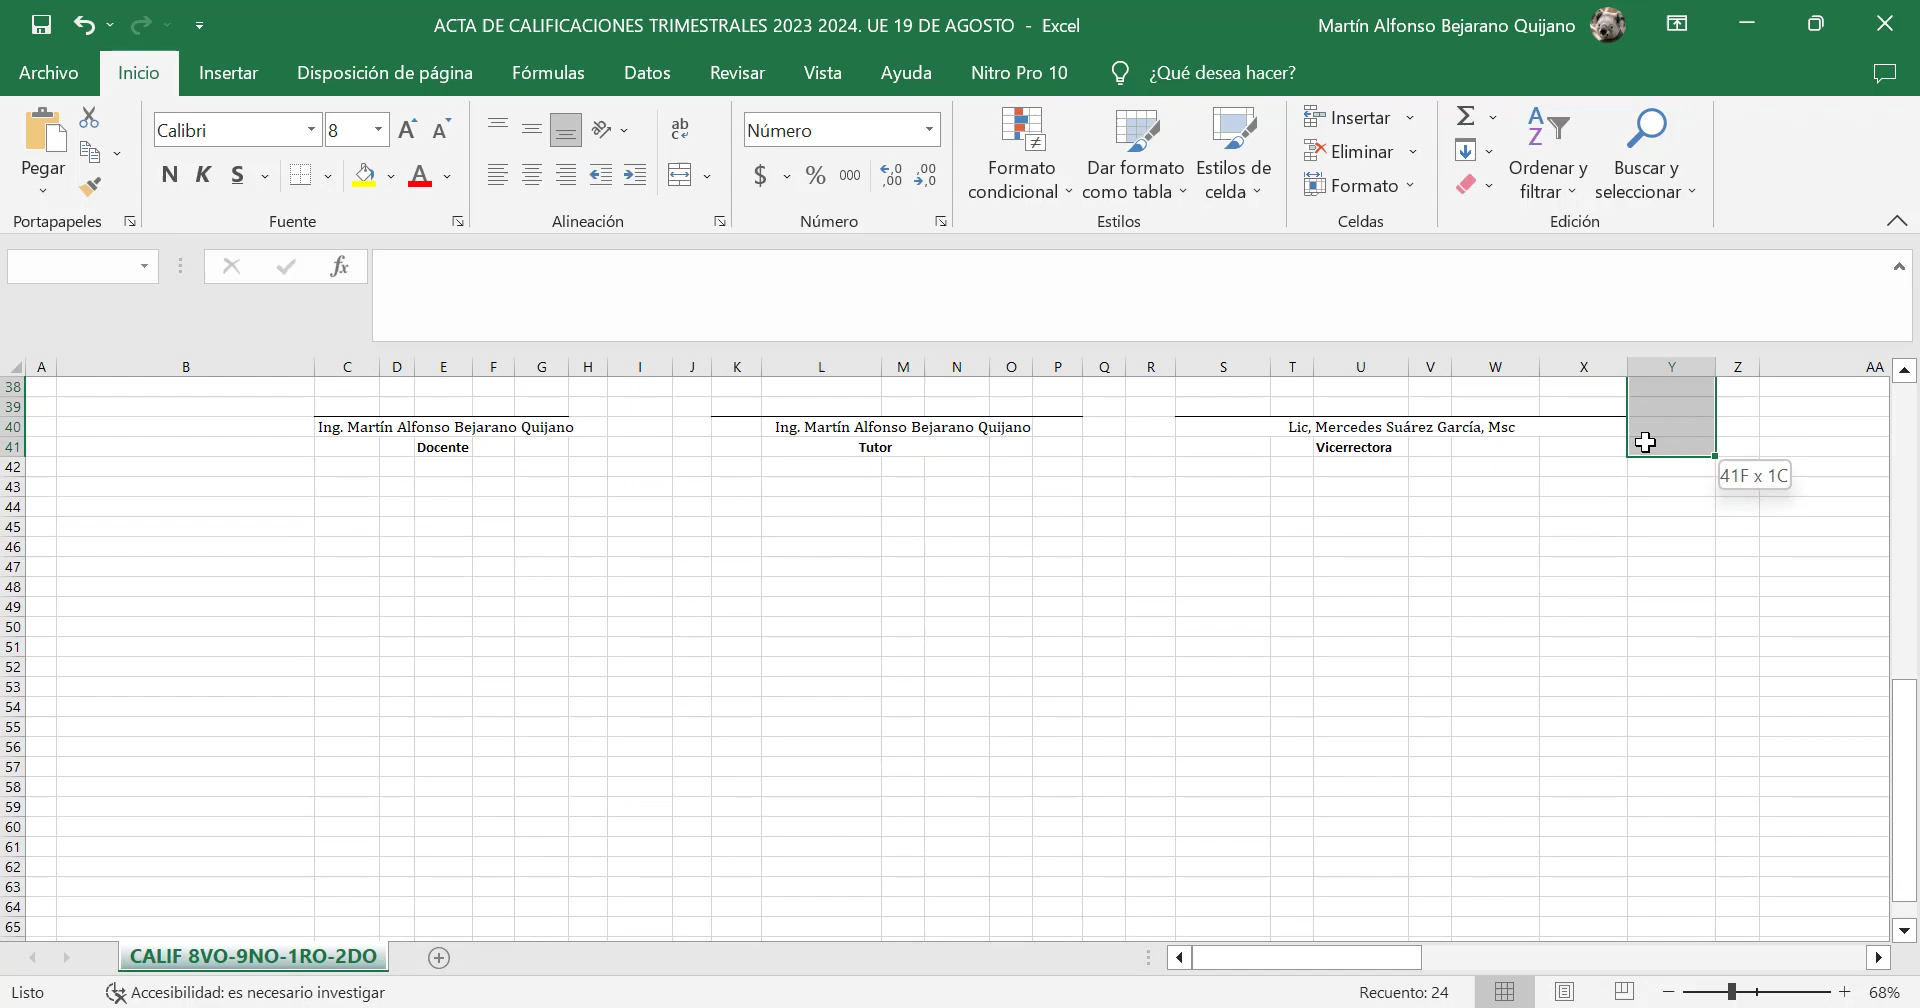 ACTA DE CALIFICACIONES TRIMESTRALES 2023 2024. UE 19 DE AGOSTO - Excel
Martín Alfonso Bejarano Quijano
Archivo Inicio Insertar Disposición de página Fórmulas Datos Revisar Vista Ayuda Nitro Pro 10 ¿Qué desea hacer?
Pegar
Portapapeles
Calibri 8
N K S A
Fuente
ab
c
Alineación
Número
$ % 000
Número
Formato condicional
Dar formato como tabla
Estilos de celda
Estilos
Insertar
Eliminar
Formato
Celdas
Ordenar y filtrar
Buscar y seleccionar
Edición
fx
A B C D E F G H I J K L M N O P Q R S T U V W X Y Z AA
38
39
40 Ing. Martín Alfonso Bejarano Quijano Ing. Martín Alfonso Bejarano Quijano Lic, Mercedes Suárez García, Msc
41 Docente Tutor Vicerrectora
41F x 1C
42
43
44
45
46
47
48
49
50
51
52
53
54
55
56
57
58
59
60
61
62
63
64
65
CALIF 8VO-9NO-1RO-2DO
Listo Accesibilidad: es necesario investigar Recuento: 24 68%